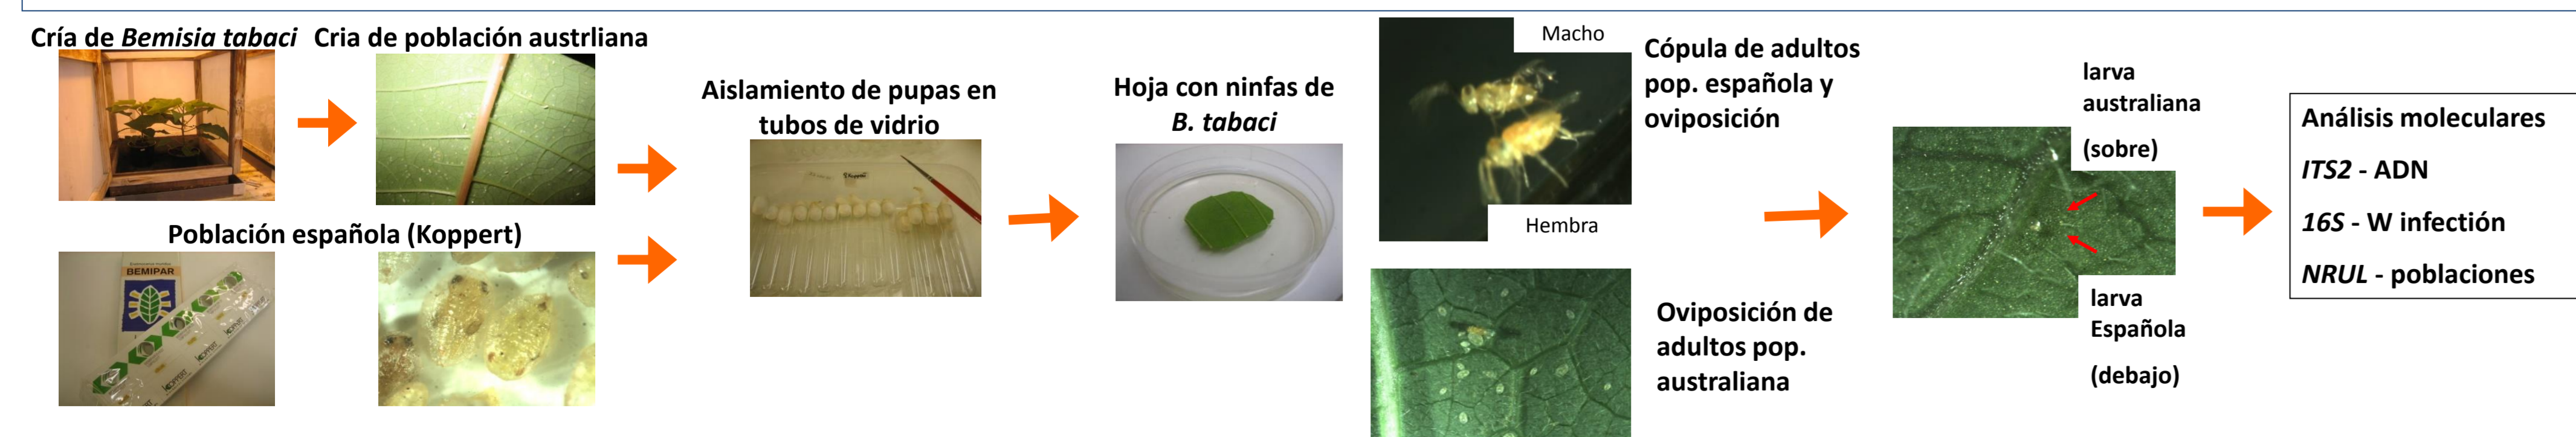 Cría de Bemisia tabaci
Cria de población austrliana
Población española (Koppert)
BEMIPAR
KOPPERT
Aislamiento de pupas en
tubos de vidrio
Hoja con ninfas de
B. tabaci
Macho
Hembra
Cópula de adultos
pop. española y
oviposición
Oviposición de
adultos pop.
australiana
larva
australiana
(sobre)
larva
Española
(debajo)
Análisis moleculares
ITS2 - ADN
16S - W infectión
NRUL - poblaciones